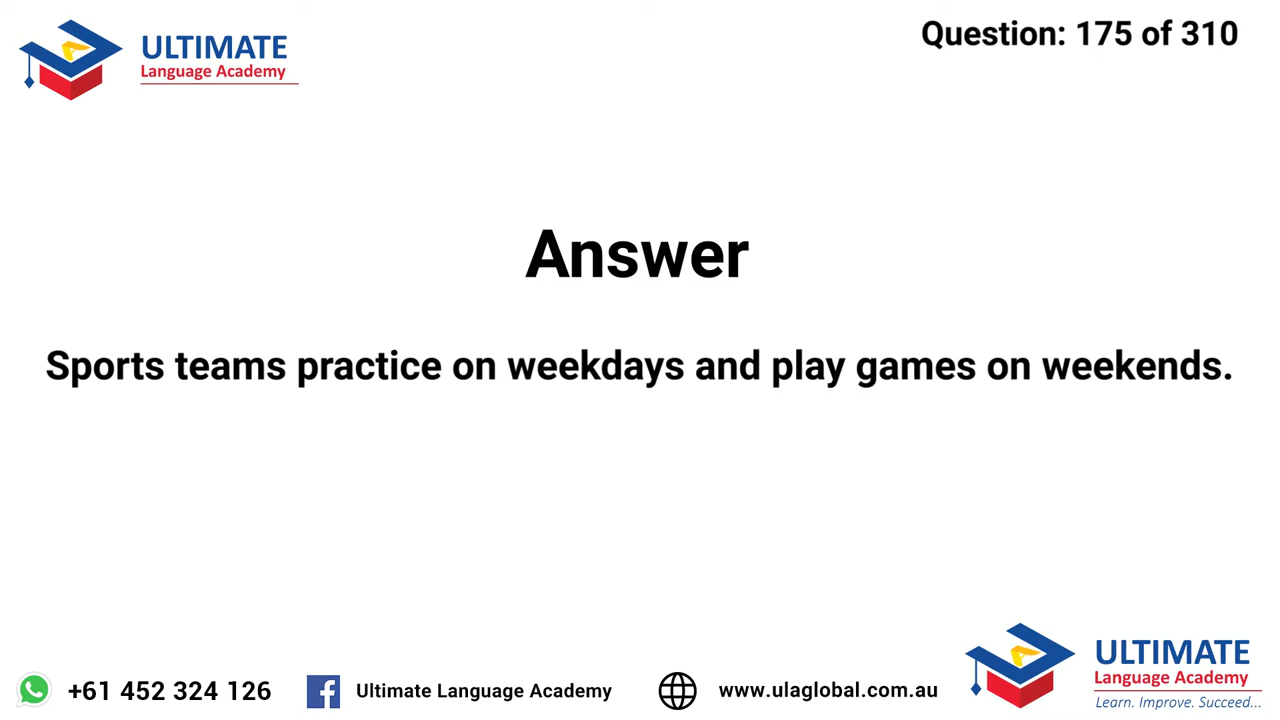 ULTIMATE
Language Academy
Question: 175 of 310
Answer
Sports teams practice on weekdays and play games on weekends.
+61 452 324 126
Ultimate Language Academy
www.ulaglobal.com.au
ULTIMATE
Language Academy
Learn. Improve. Succeed...